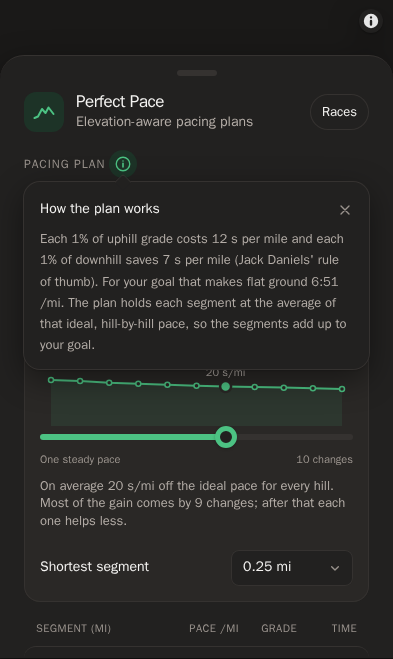 Perfect Pace
Elevation-aware pacing plans
Races
PACING PLAN
How the plan works
Each 1% of uphill grade costs 12 s per mile and each
1% of downhill saves 7 s per mile (Jack Daniels' rule
of thumb). For your goal that makes flat ground 6:51
/mi. The plan holds each segment at the average of
that ideal, hill-by-hill pace, so the segments add up to
your goal.
20 s/mi
One steady pace
10 changes
On average 20 s/mi off the ideal pace for every hill.
Most of the gain comes by 9 changes; after that each
one helps less.
Shortest segment
0.25 mi
SEGMENT (MI) PACE /MI GRADE TIME